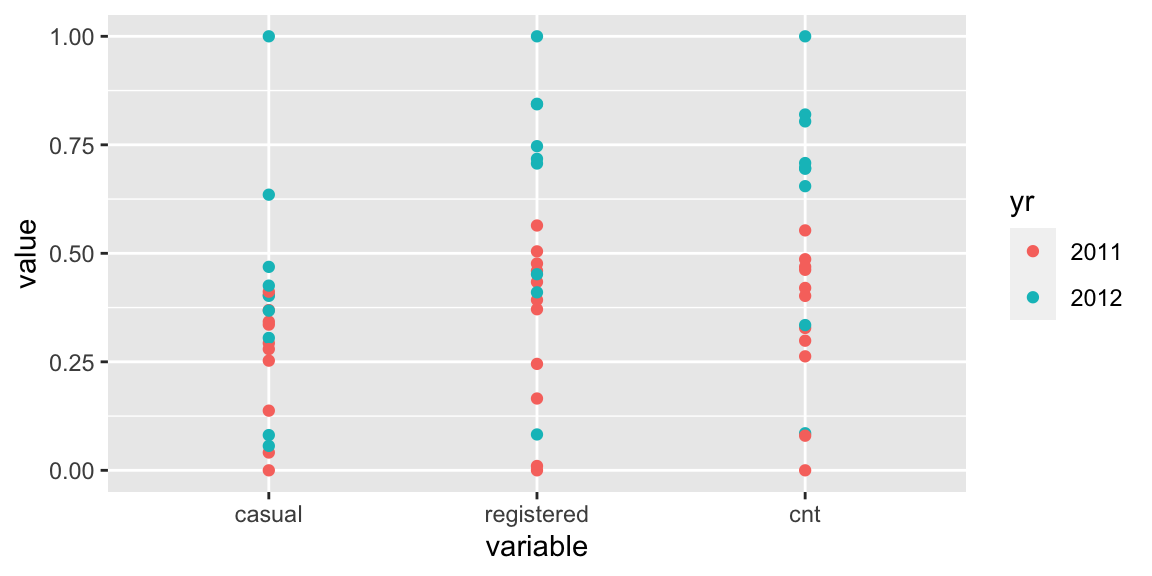 value
1.00
0.75
0.50
0.25
0.00
casual registered cnt
variable
yr
2011
2012